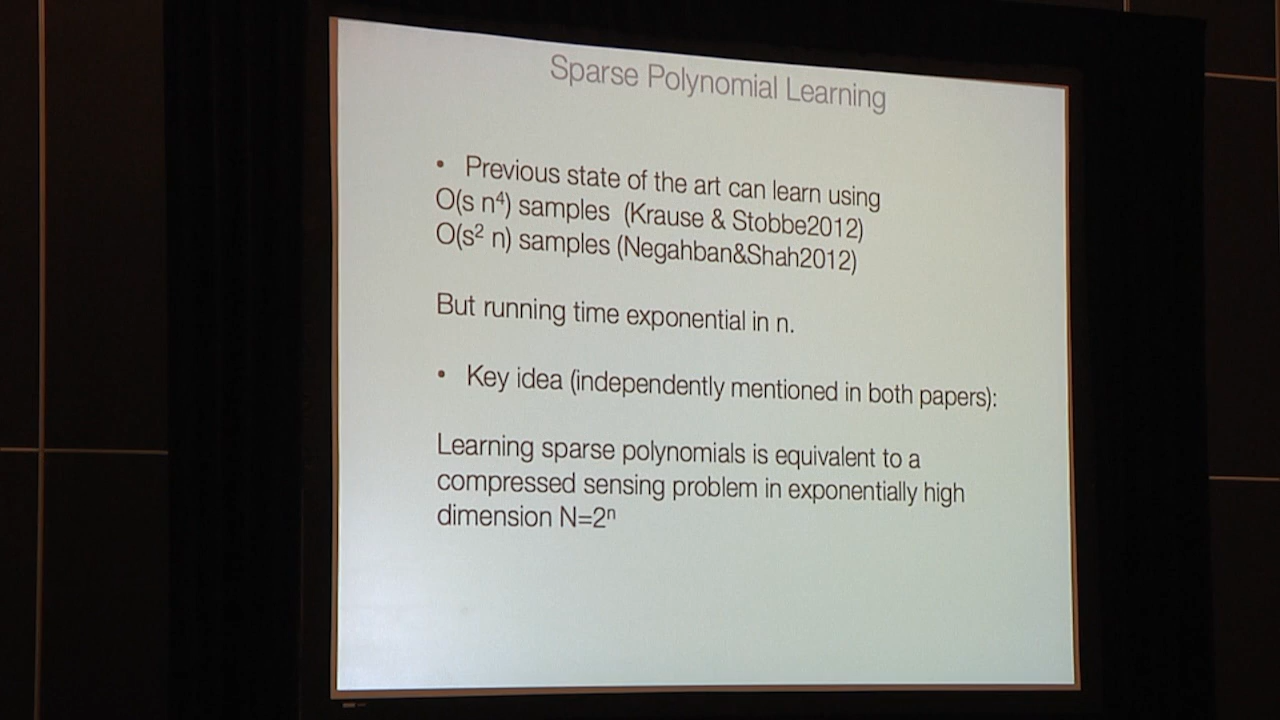 Sparse Polynomial Learning
• Previous state of the art can learn using
O(s n⁴) samples (Krause & Stobbe2012)
O(s² n) samples (Negahban&Shah2012)
But running time exponential in n.
• Key idea (independently mentioned in both papers):
Learning sparse polynomials is equivalent to a
compressed sensing problem in exponentially high
dimension N=2ⁿ